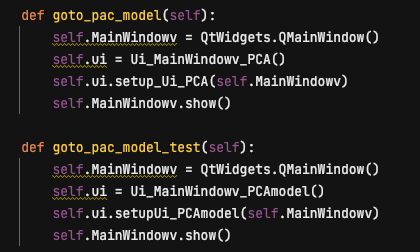 def goto_pac_model(self):
    self.MainWindowv = QtWidgets.QMainWindow()
    self.ui = Ui_MainWindowv_PCA()
    self.ui.setup_Ui_PCA(self.MainWindowv)
    self.MainWindowv.show()

def goto_pac_model_test(self):
    self.MainWindowv = QtWidgets.QMainWindow()
    self.ui = Ui_MainWindowv_PCAmodel()
    self.ui.setupUi_PCAmodel(self.MainWindowv)
    self.MainWindowv.show()